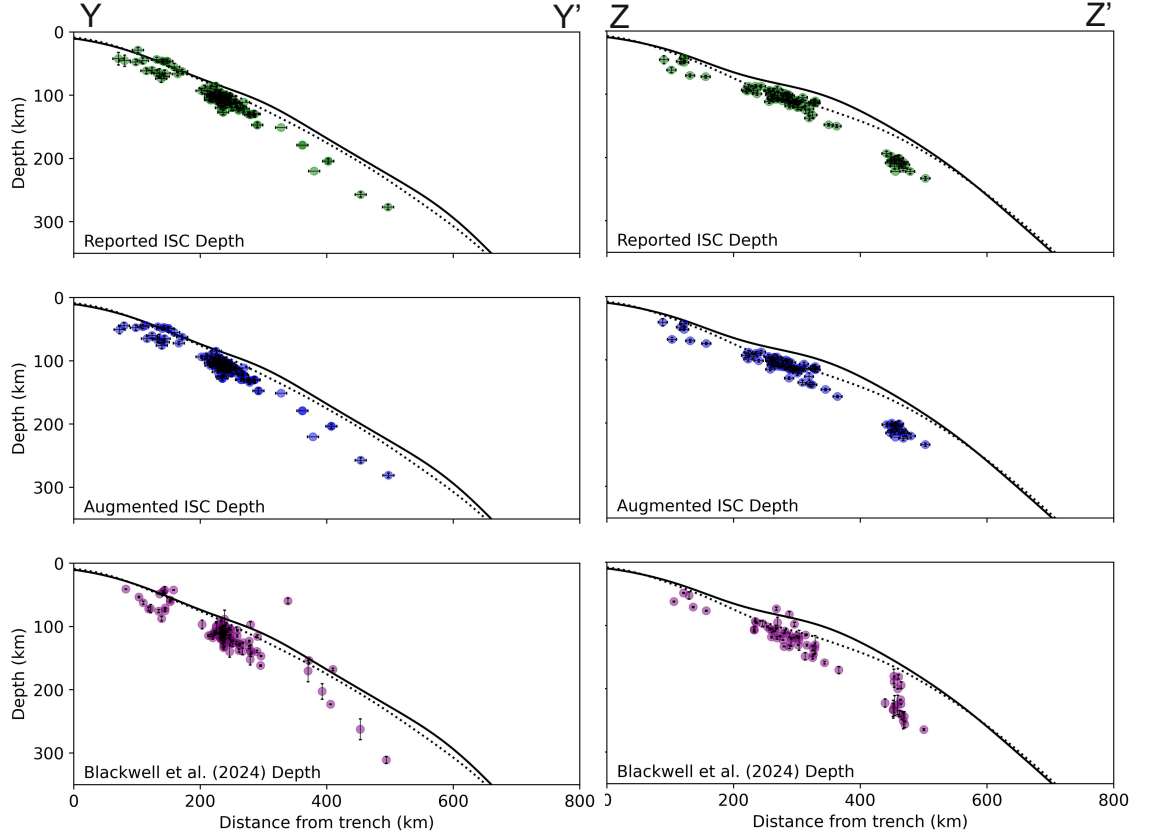 Y Y’ Z Z’
0
100
200
300
Depth (km)
Reported ISC Depth
Reported ISC Depth
0
100
200
300
Depth (km)
Augmented ISC Depth
Augmented ISC Depth
0
100
200
300
Depth (km)
Blackwell et al. (2024) Depth
Blackwell et al. (2024) Depth
0 200 400 600 800
0 200 400 600 800
Distance from trench (km)
Distance from trench (km)